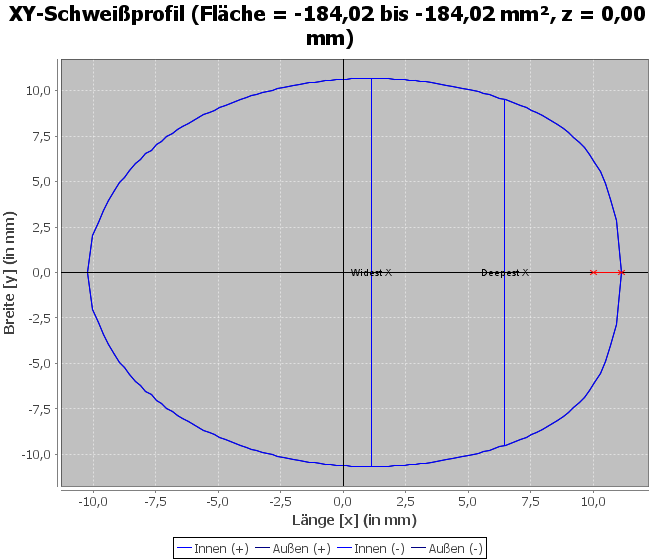 XY-Schweißprofil (Fläche = -184,02 bis -184,02 mm², z = 0,00
mm)
Breite [y] (in mm)
10,0
7,5
5,0
2,5
0,0
-2,5
-5,0
-7,5
-10,0
Widest X
Deepest X
-10,0 -7,5 -5,0 -2,5 0,0 2,5 5,0 7,5 10,0
Länge [x] (in mm)
Innen (+) Außen (+) Innen (-) Außen (-)